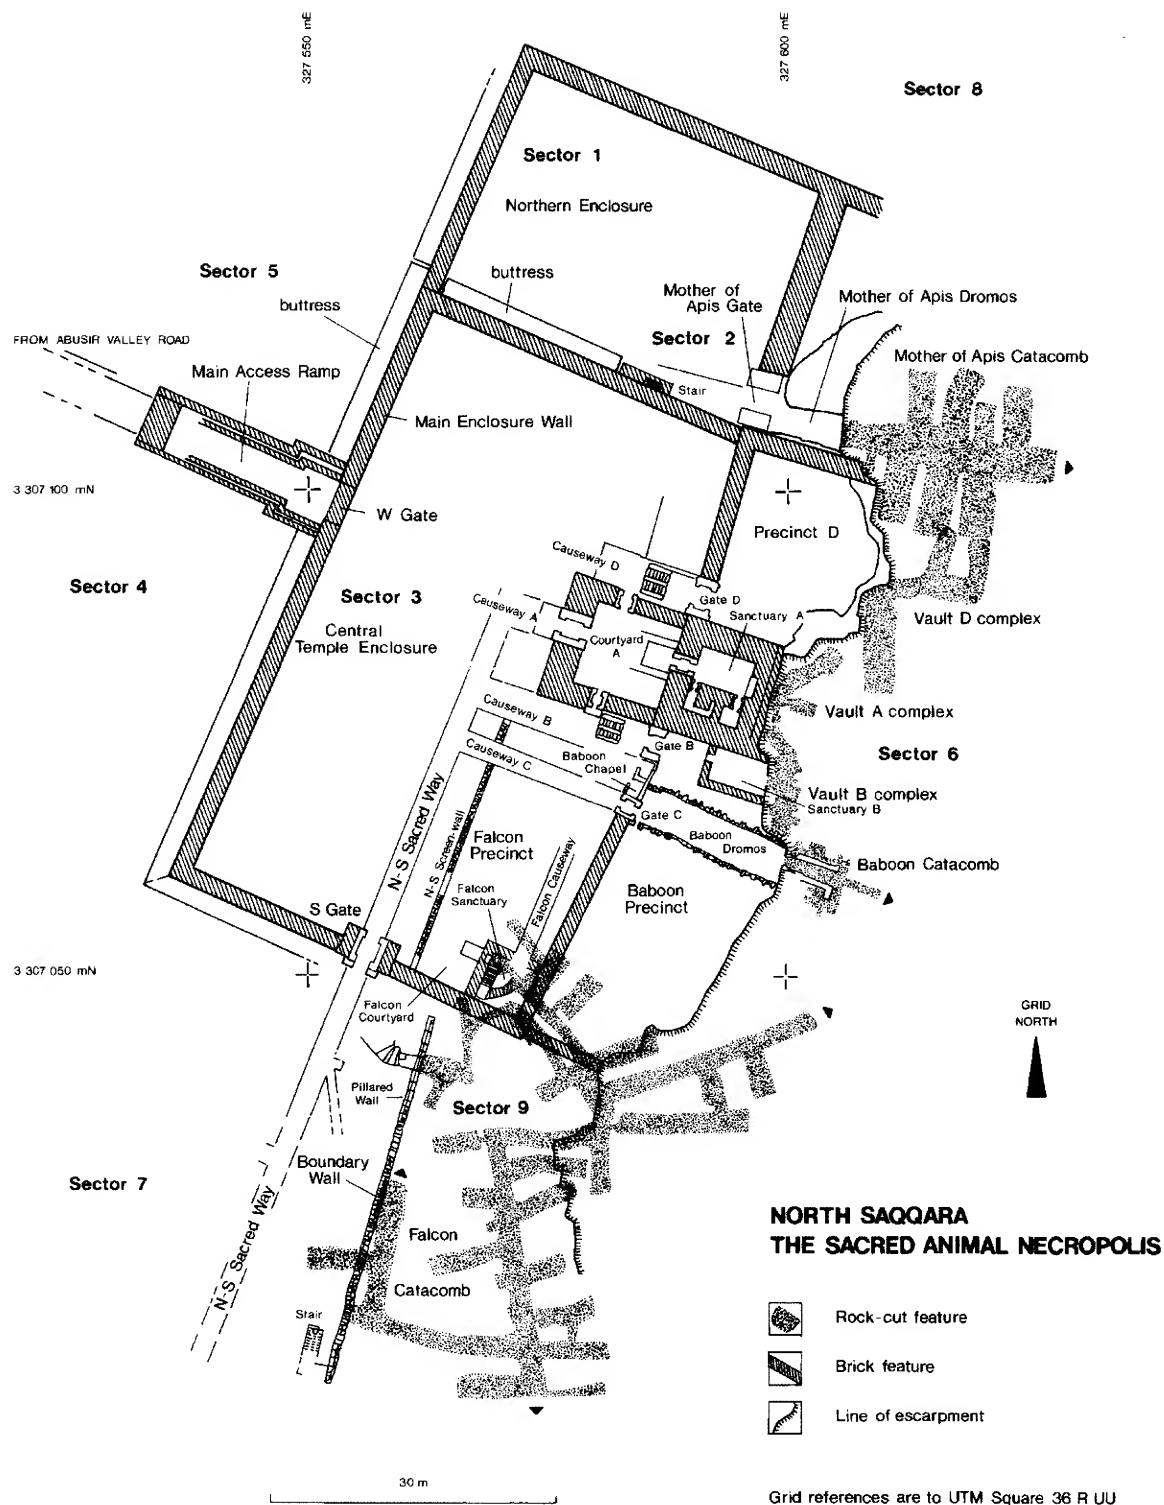 327 550 mE
327 600 mE
Sector 8
Sector 1
Northern Enclosure
Sector 5
buttress
buttress
Mother of
Apis Gate
Mother of Apis Dromos
Sector 2
FROM ABUSIR VALLEY ROAD
Mother of Apis Catacomb
Main Access Ramp
Stair
Main Enclosure Wall
3 307 100 mN
W Gate
Precinct D
Causeway D
Sector 4
Sector 3
Central
Temple Enclosure
Causeway A
Gate D
Sanctuary A
Courtyard
A
Vault D complex
Causeway B
Vault A complex
Causeway C
Baboon
Chapel
Gate B
Sector 6
Vault B complex
Sanctuary B
N-S Sacred Way
N-S Screen-wall
Falcon
Precinct
Gate C
Baboon
Dromos
Baboon Catacomb
Falcon
Sanctuary
Falcon Causeway
Baboon
Precinct
S Gate
3 307 050 mN
Falcon
Courtyard
GRID
NORTH
Pillared
Wall
Sector 9
Boundary
Wall
Sector 7
N-S Sacred Way
Falcon
Catacomb
Stair
NORTH SAQQARA
THE SACRED ANIMAL NECROPOLIS
Rock-cut feature
Brick feature
Line of escarpment
30 m
Grid references are to UTM Square 36 R UU